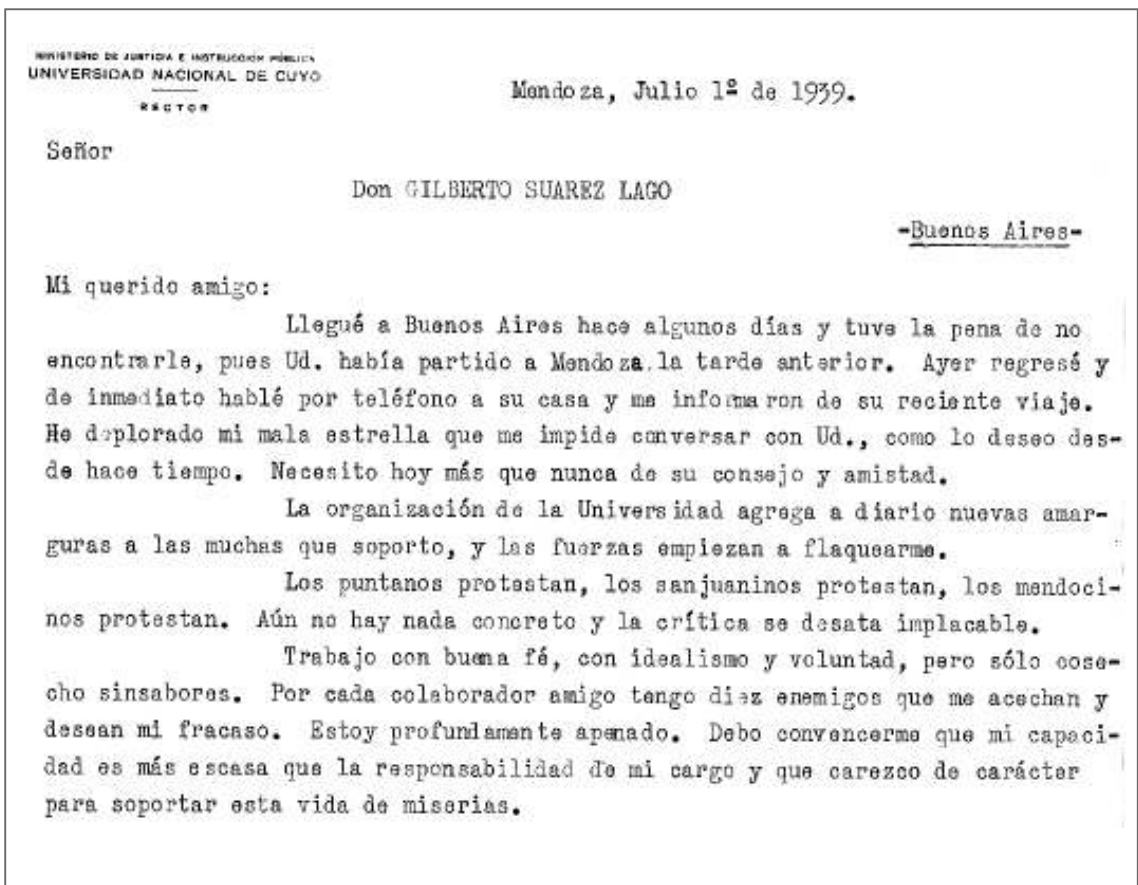 MINISTERIO DE JUSTICIA E INSTRUCCIÓN PÚBLICA
UNIVERSIDAD NACIONAL DE CUYO
RECTOR
Mendoza, Julio 1º de 1939.
Señor
Don GILBERTO SUAREZ LAGO
-Buenos Aires-
Mi querido amigo:
Llegué a Buenos Aires hace algunos días y tuve la pena de no
encontrarle, pues Ud. había partido a Mendoza la tarde anterior. Ayer regresé y
de inmediato hablé por teléfono a su casa y me informaron de su reciente viaje.
He deplorado mi mala estrella que me impide conversar con Ud., como lo deseo des-
de hace tiempo. Necesito hoy más que nunca de su consejo y amistad.
La organización de la Universidad agrega a diario nuevas amar-
guras a las muchas que soporto, y las fuerzas empiezan a flaquearme.
Los puntanos protestan, los sanjuaninos protestan, los mendoci-
nos protestan. Aún no hay nada concreto y la crítica se desata implacable.
Trabajo con buena fé, con idealismo y voluntad, pero sólo cose-
cho sinsabores. Por cada colaborador amigo tengo diez enemigos que me acechan y
desean mi fracaso. Estoy profundamente apenado. Debo convencerme que mi capaci-
dad es más escasa que la responsabilidad de mi cargo y que carezco de carácter
para soportar esta vida de miserias.